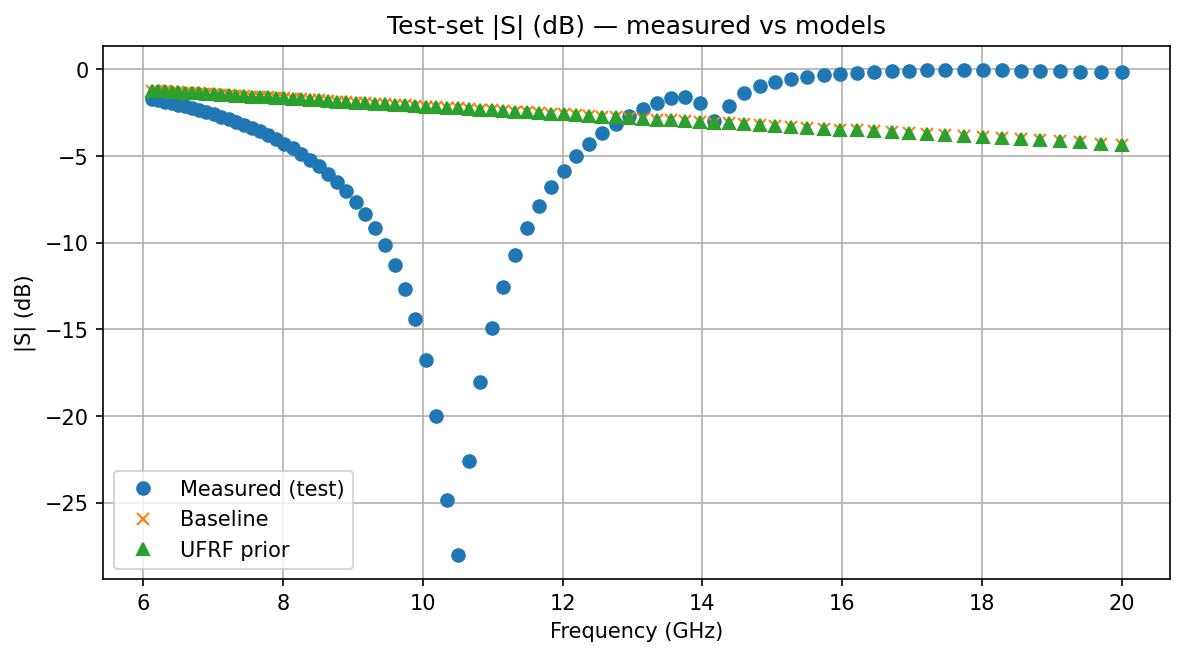 Test-set |S| (dB) — measured vs models
|S| (dB)
0
−5
−10
−15
−20
−25
Measured (test)
Baseline
UFRF prior
6
8
10
12
14
16
18
20
Frequency (GHz)